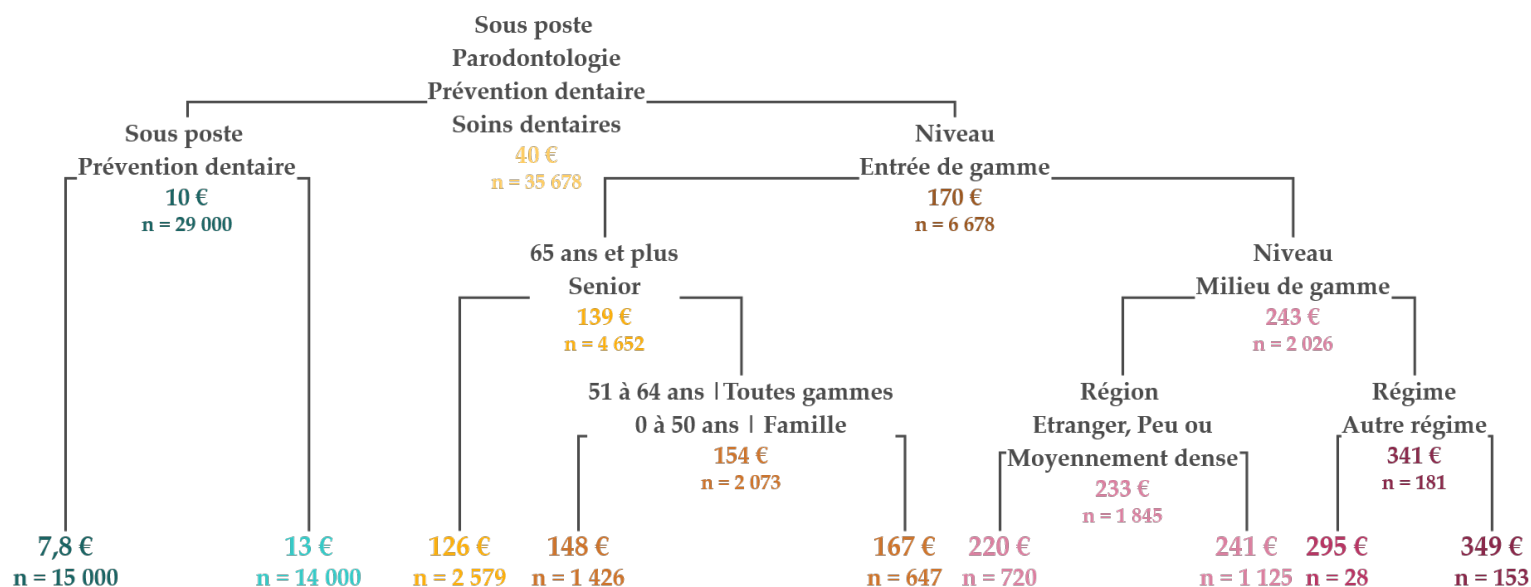 Sous poste
Parodontologie
Prévention dentaire
Soins dentaires
40 €
n = 35 678
Sous poste
Prévention dentaire
10 €
n = 29 000
Niveau
Entrée de gamme
170 €
n = 6 678
65 ans et plus
Senior
139 €
n = 4 652
Niveau
Milieu de gamme
243 €
n = 2 026
51 à 64 ans | Toutes gammes
0 à 50 ans | Famille
154 €
n = 2 073
Région
Etranger, Peu ou
Moyennement dense
233 €
n = 1 845
Régime
Autre régime
341 €
n = 181
7,8 €
n = 15 000
13 €
n = 14 000
126 €
n = 2 579
148 €
n = 1 426
167 €
n = 647
220 €
n = 720
241 €
n = 1 125
295 €
n = 28
349 €
n = 153